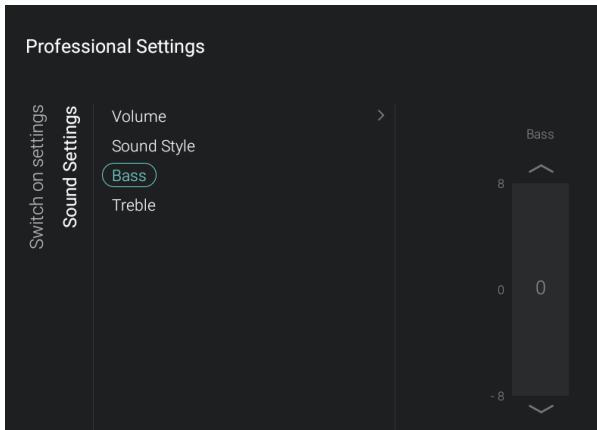 Professional Settings
Switch on settings
Sound Settings
Volume
Sound Style
Bass
Treble
Bass
8
0
0
- 8